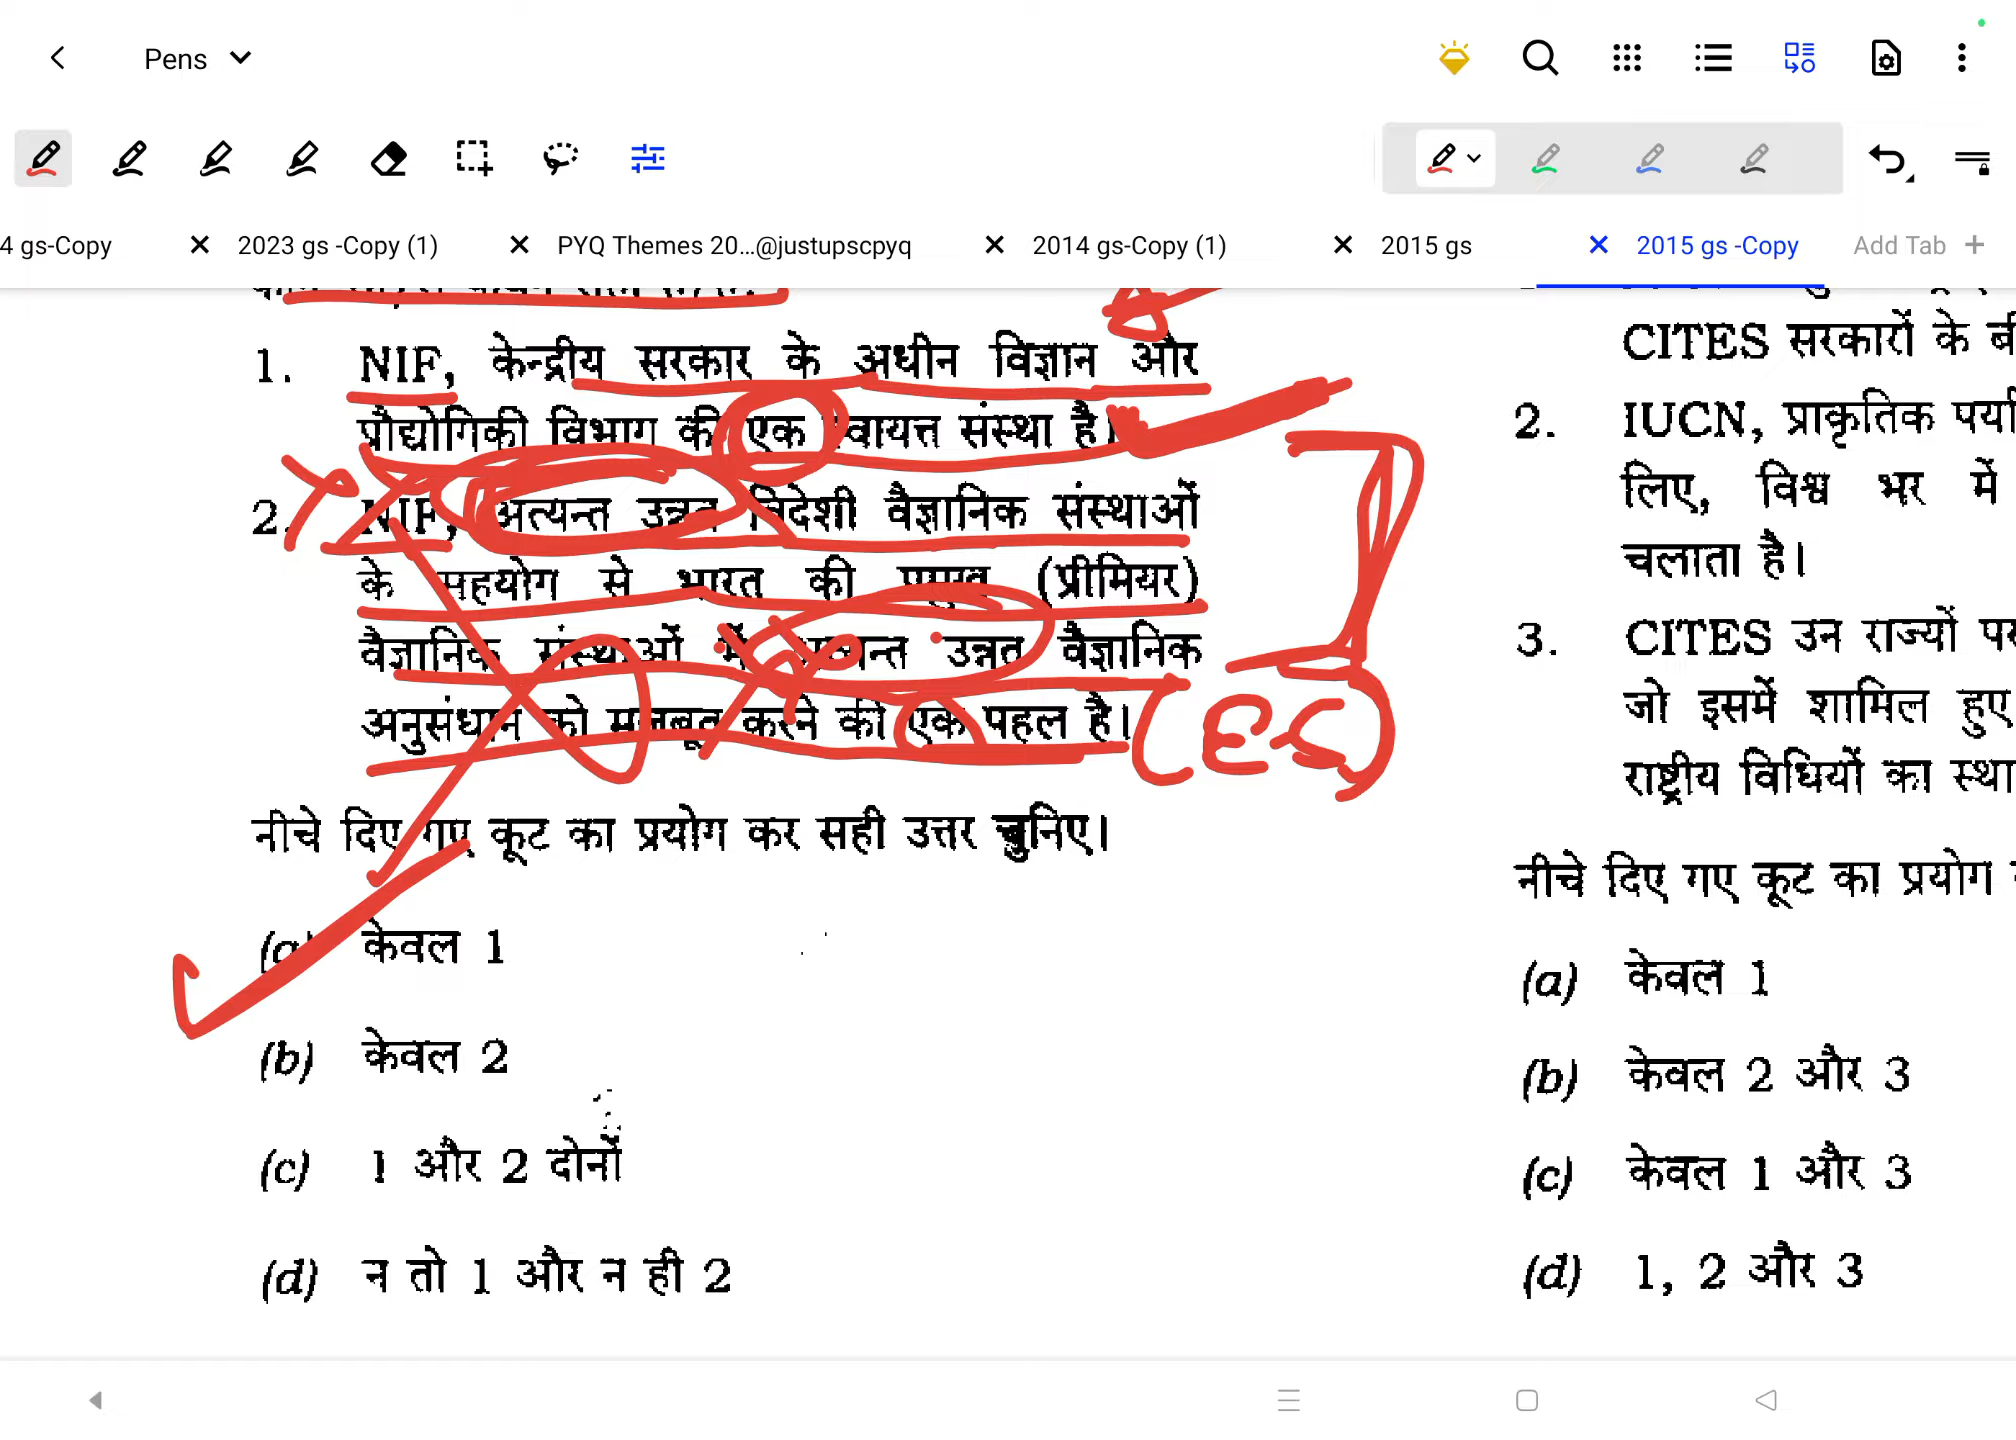 Pens
4 gs-Copy
2023 gs -Copy (1)
PYQ Themes 20...@justupscpyq
2014 gs-Copy (1)
2015 gs
2015 gs -Copy
Add Tab +
1. NIF, केन्द्रीय सरकार के अधीन विज्ञान और
प्रौद्योगिकी विभाग की एक स्वायत्त संस्था है।
2. NIF, अत्यन्त उन्नत विदेशी वैज्ञानिक संस्थाओं
के सहयोग से भारत की प्रमुख (प्रीमियर)
वैज्ञानिक संस्थाओं में अत्यन्त उन्नत वैज्ञानिक
अनुसंधान को मजबूत करने की एक पहल है।
नीचे दिए गए कूट का प्रयोग कर सही उत्तर चुनिए।
(a) केवल 1
(b) केवल 2
(c) 1 और 2 दोनों
(d) न तो 1 और न ही 2
CITES सरकारों के
2. IUCN, प्राकृतिक
लिए, विश्व भर में
चलाता है।
3. CITES उन राज्यों
जो इसमें शामिल हुए
राष्ट्रीय विधियों का
नीचे दिए गए कूट का प्रयोग
(a) केवल 1
(b) केवल 2 और 3
(c) केवल 1 और 3
(d) 1, 2 और 3